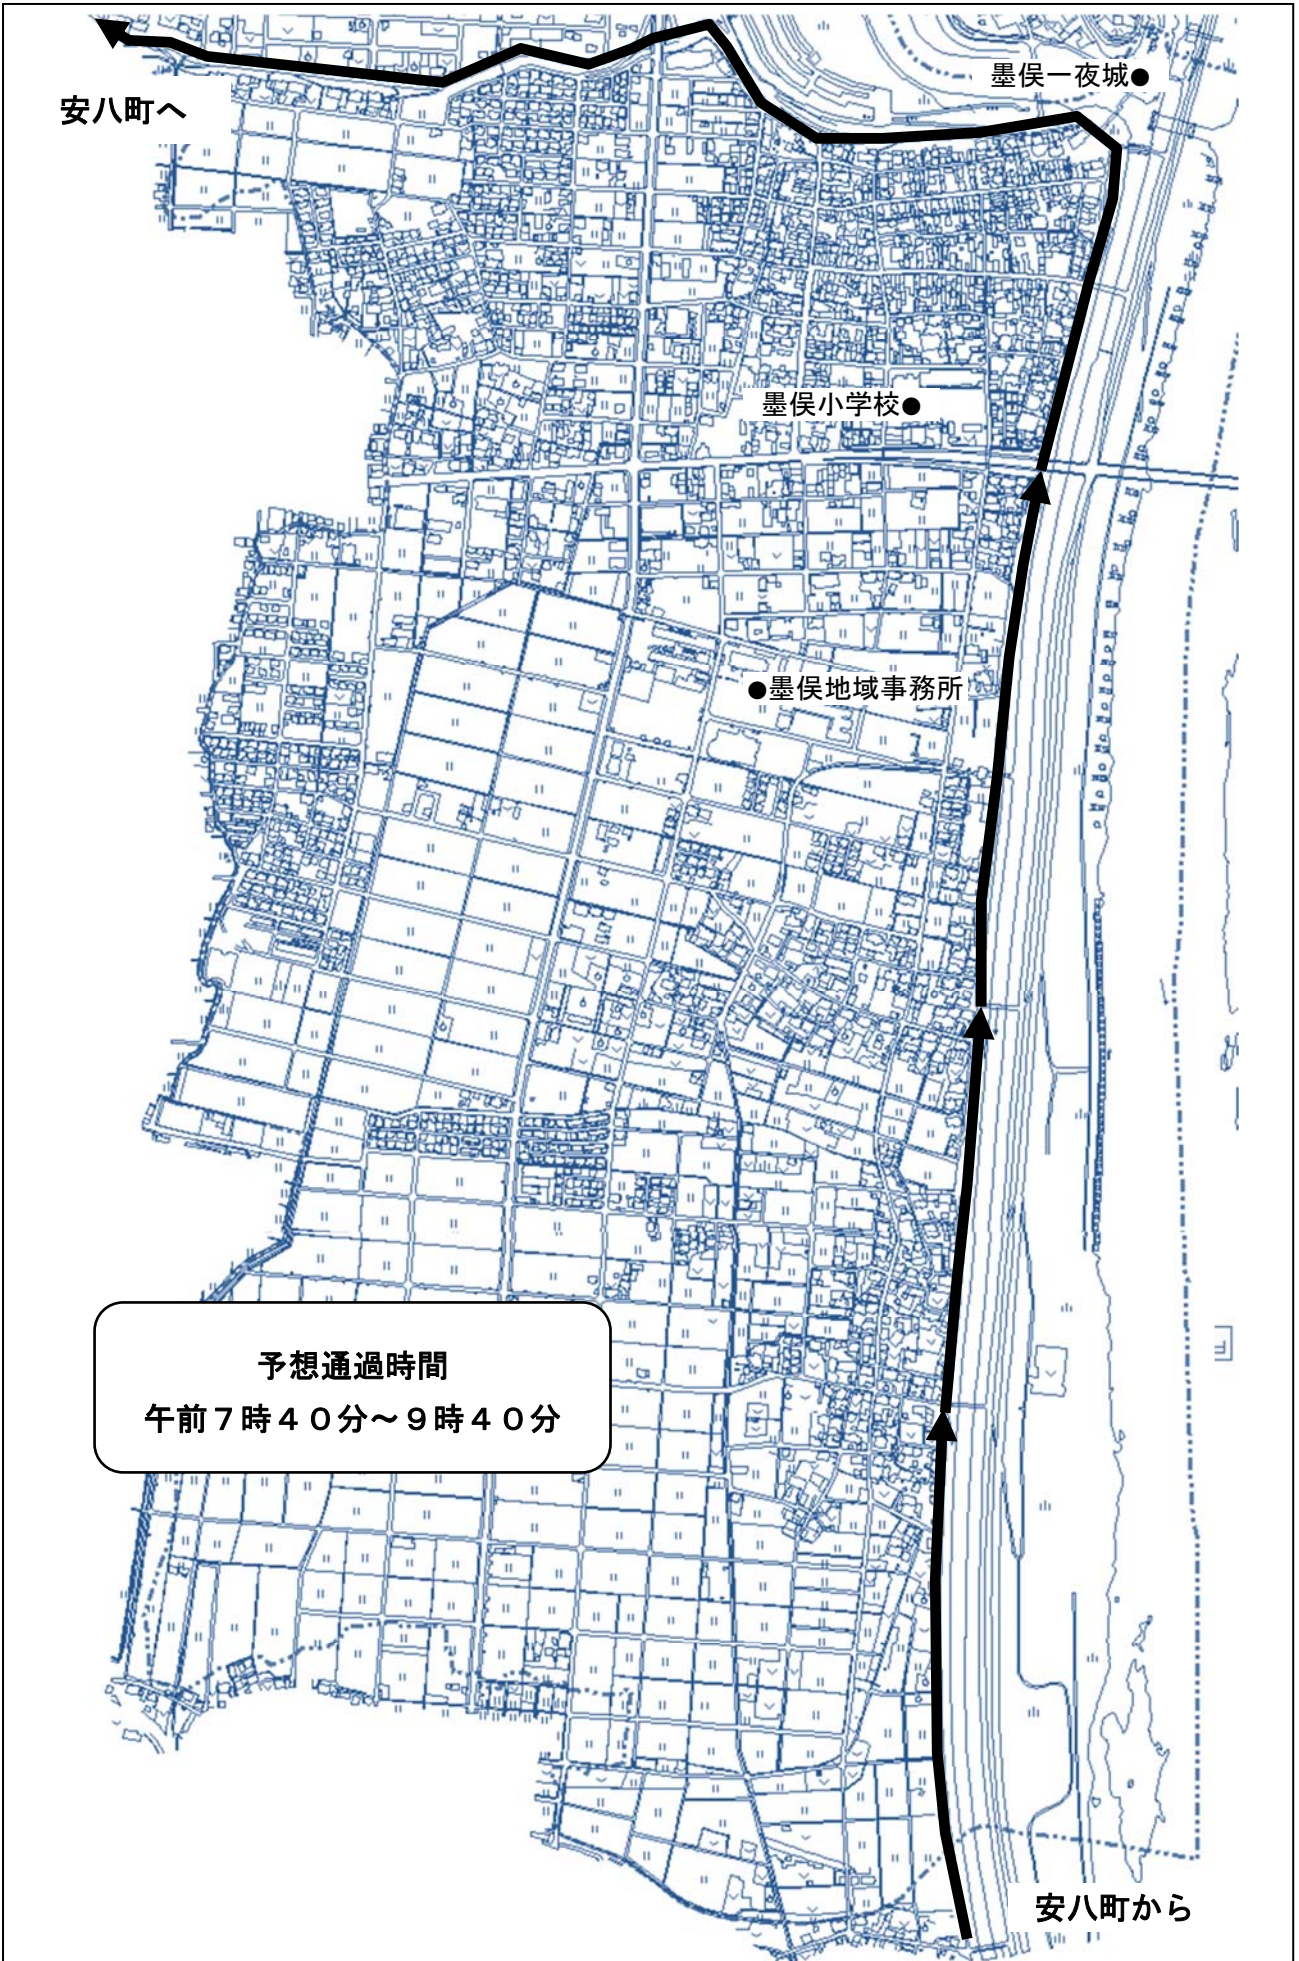 墨俣一夜城●
安八町へ
墨俣小学校●
●墨俣地域事務所
予想通過時間
午前７時４０分～９時４０分
安八町から